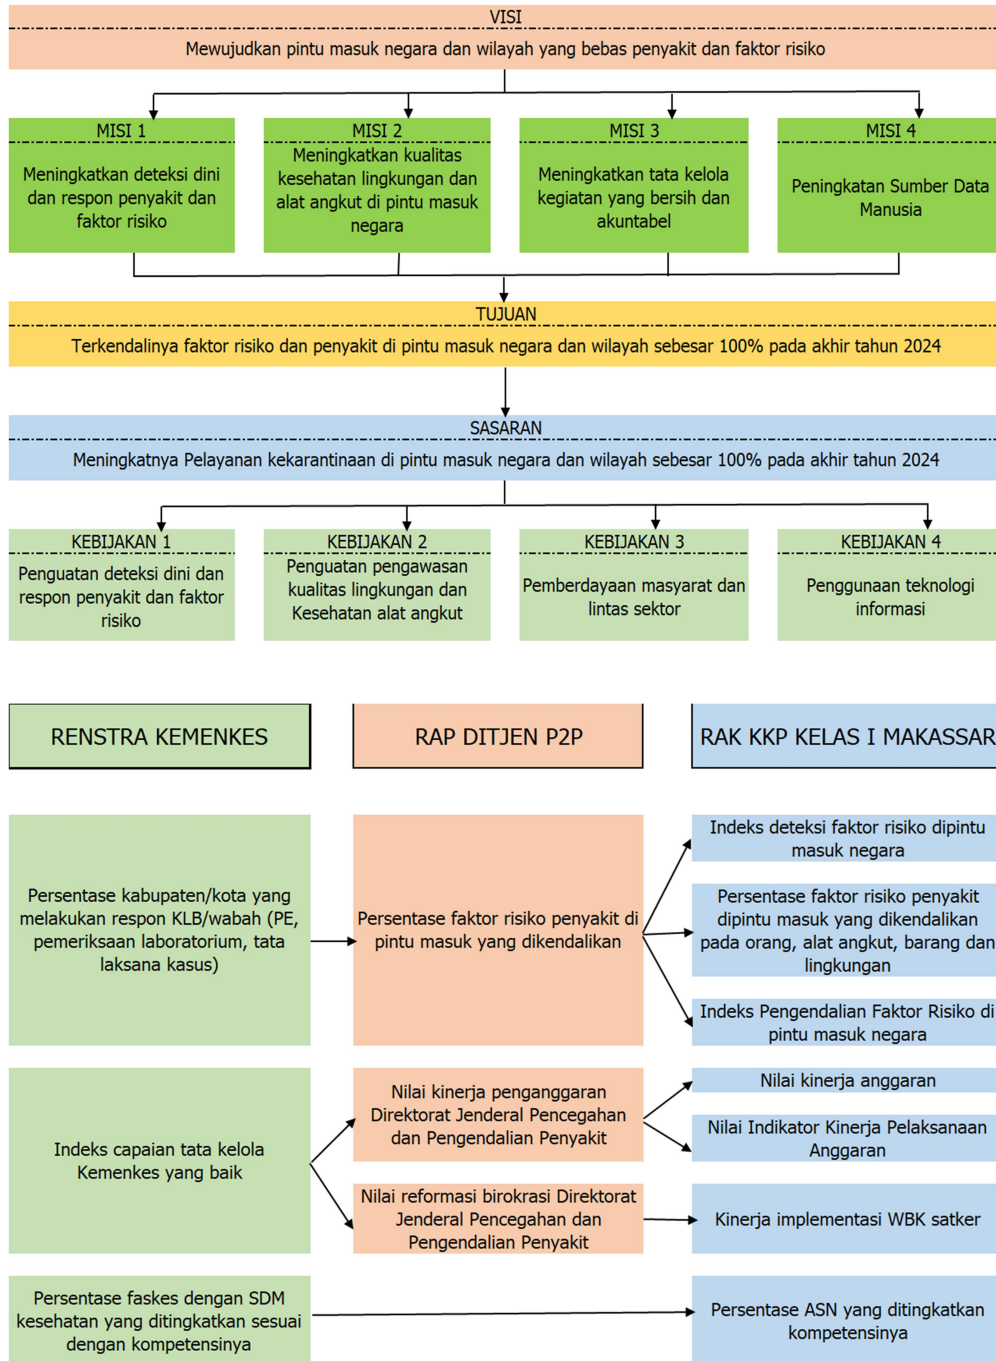 VISI
Mewujudkan pintu masuk negara dan wilayah yang bebas penyakit dan faktor risiko
MISI 1
Meningkatkan deteksi dini
dan respon penyakit dan
faktor risiko
MISI 2
Meningkatkan kualitas
kesehatan lingkungan dan
alat angkut di pintu masuk
negara
MISI 3
Meningkatkan tata kelola
kegiatan yang bersih dan
akuntabel
MISI 4
Peningkatan Sumber Data
Manusia
TUJUAN
Terkendalinya faktor risiko dan penyakit di pintu masuk negara dan wilayah sebesar 100% pada akhir tahun 2024
SASARAN
Meningkatnya Pelayanan kekarantinaan di pintu masuk negara dan wilayah sebesar 100% pada akhir tahun 2024
KEBIJAKAN 1
Penguatan deteksi dini dan
respon penyakit dan faktor
risiko
KEBIJAKAN 2
Penguatan pengawasan
kualitas lingkungan dan
Kesehatan alat angkut
KEBIJAKAN 3
Pemberdayaan masyarat dan
lintas sektor
KEBIJAKAN 4
Penggunaan teknologi
informasi
RENSTRA KEMENKES
RAP DITJEN P2P
RAK KKP KELAS I MAKASSAR
Persentase kabupaten/kota yang
melakukan respon KLB/wabah (PE,
pemeriksaan laboratorium, tata
laksana kasus)
Persentase faktor risiko penyakit di
pintu masuk yang dikendalikan
Indeks deteksi faktor risiko dipintu
masuk negara
Persentase faktor risiko penyakit
dipintu masuk yang dikendalikan
pada orang, alat angkut, barang dan
lingkungan
Indeks Pengendalian Faktor Risiko di
pintu masuk negara
Indeks capaian tata kelola
Kemenkes yang baik
Nilai kinerja penganggaran
Direktorat Jenderal Pencegahan
dan Pengendalian Penyakit
Nilai kinerja anggaran
Nilai Indikator Kinerja Pelaksanaan
Anggaran
Nilai reformasi birokrasi Direktorat
Jenderal Pencegahan dan
Pengendalian Penyakit
Kinerja implementasi WBK satker
Persentase faskes dengan SDM
kesehatan yang ditingkatkan sesuai
dengan kompetensinya
Persentase ASN yang ditingkatkan
kompetensinya